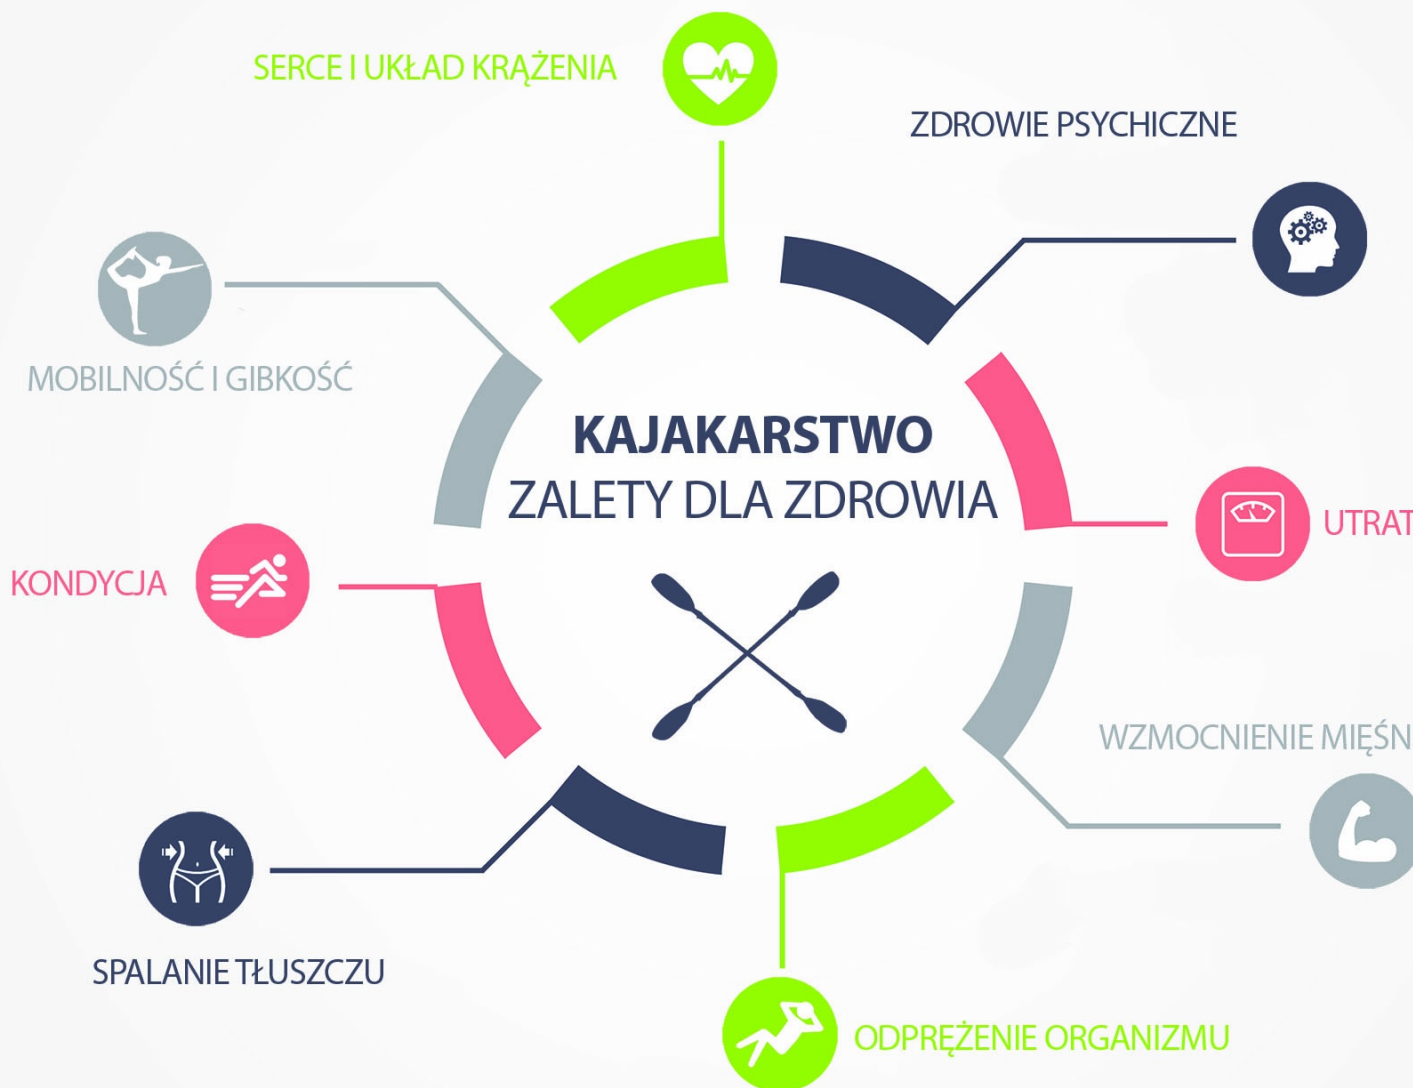 SERCE I UKŁAD KRĄŻENIA
ZDROWIE PSYCHICZNE
MOBILNOŚĆ I GIBKOŚĆ
KAJAKARSTWO
ZALETY DLA ZDROWIA
UTRAT
KONDYCJA
WZMOCNIENIE MIĘŚN
SPALANIE TŁUSZCZU
ODPRĘŻENIE ORGANIZMU